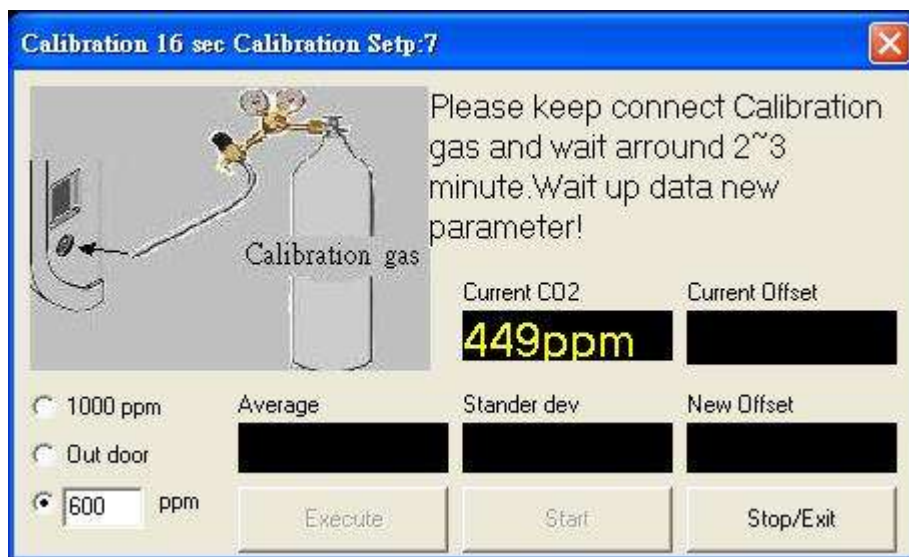 Calibration 16 sec Calibration Setp:7
Please keep connect Calibration
gas and wait arround 2~3
minute.Wait up data new
parameter!
Calibration gas
Current CO2
Current Offset
449ppm
1000 ppm
Average
Stander dev
New Offset
Out door
600 ppm
Execute
Start
Stop/Exit